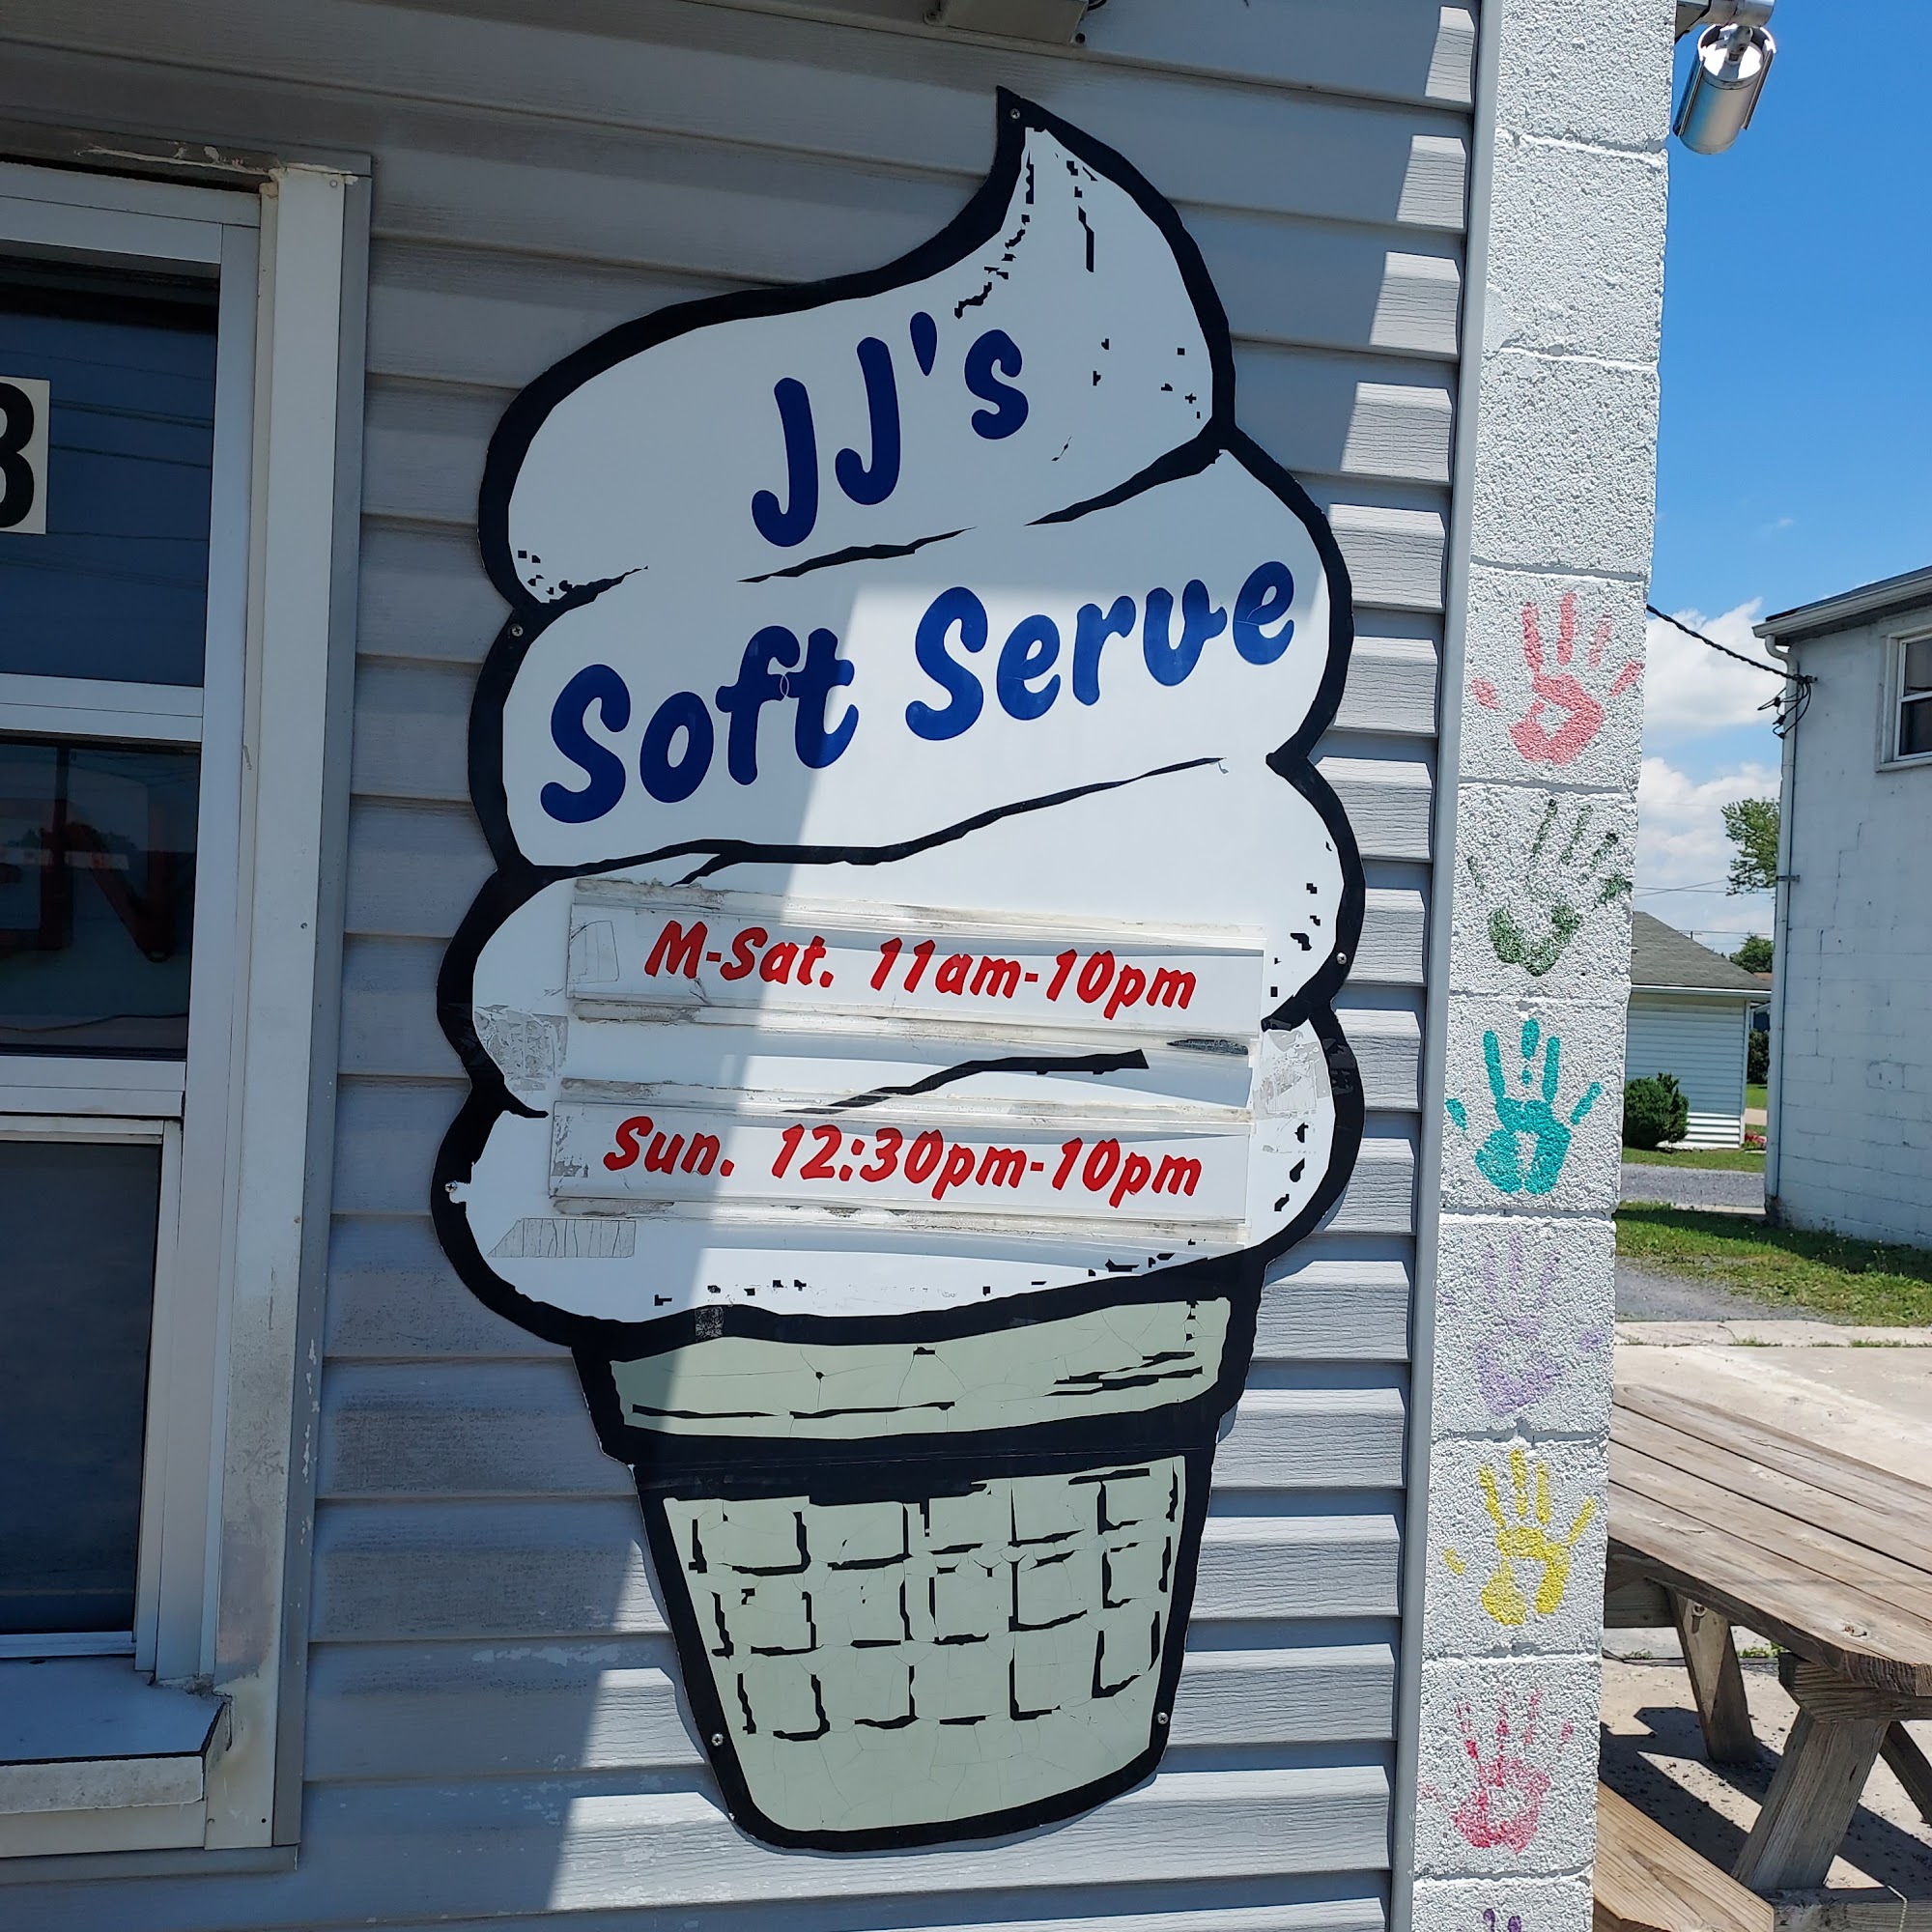 JJ's
Soft Serve
M-Sat. 11am-10pm
Sun. 12:30pm-10pm